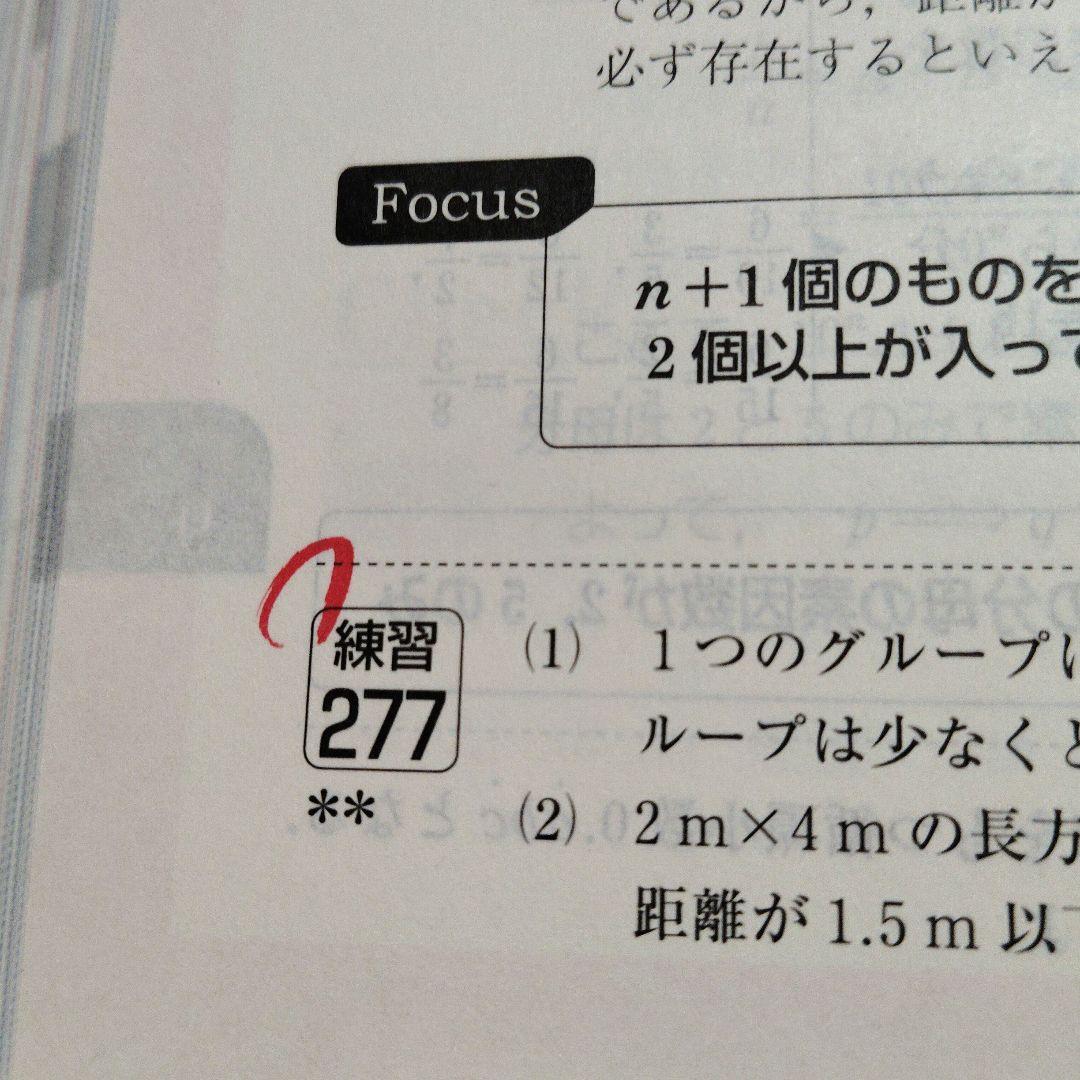 であるから，距離が
必ず存在するといえ
Focus
n＋1 個のものを
2 個以上が入って
練習
277
**
(1) 1つのグループに
ループは少なくと
(2) 2 m×4 m の長方
距離が 1.5 m 以